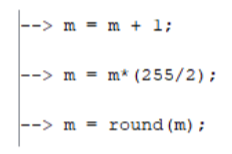 --> m = m + 1;
--> m = m*(255/2);
--> m = round(m);